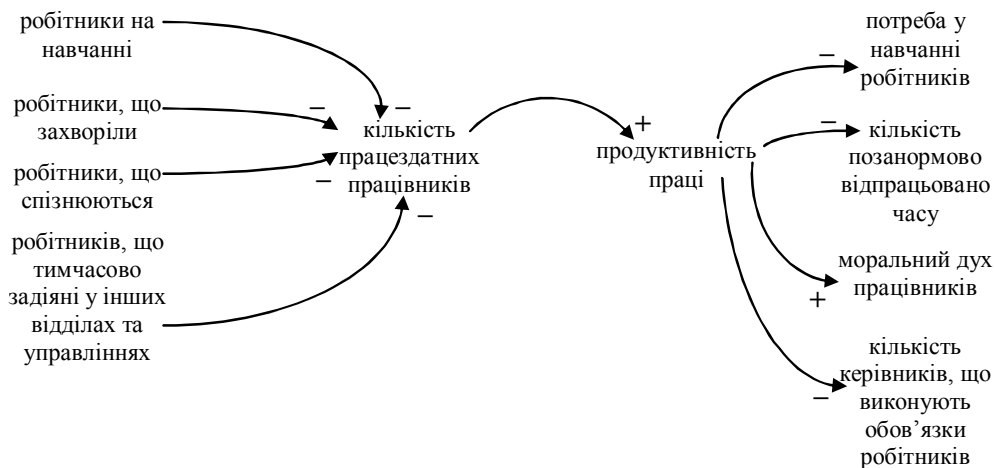 робітники на
навчанні
–
робітники, що
захворіли
–
робітники, що
спізнюються
–
робітників, що
тимчасово
задіяні у інших
відділах та
управліннях
–
кількість
працездатних
працівників
+
продуктивність
праці
–
потреба у
навчанні
робітників
–
кількість
позанормово
відпрацьовано
часу
+
моральний дух
працівників
–
кількість
керівників, що
виконують
обов’язки
робітників